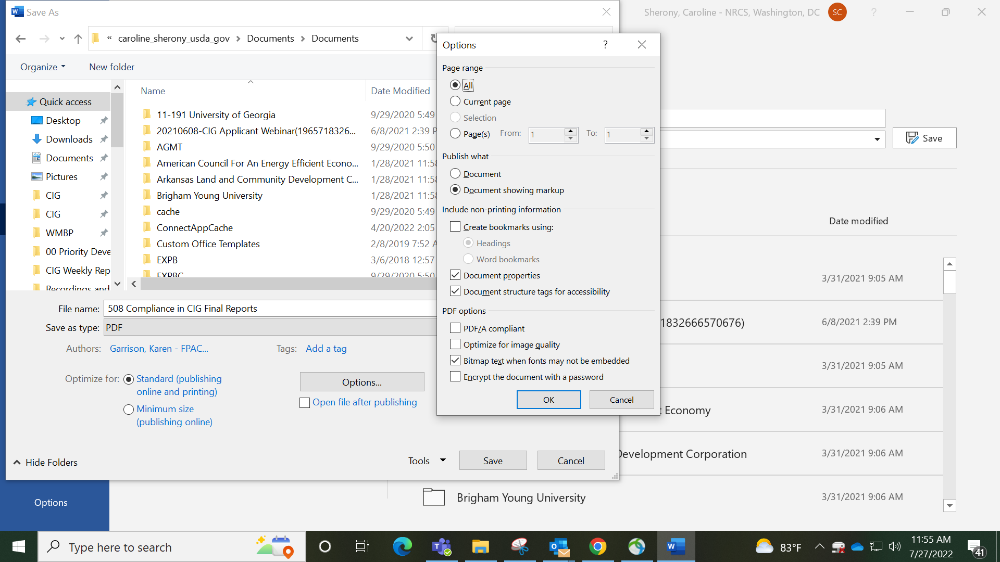 Save As
Sherony, Caroline - NRCS, Washington, DC
SC
?
« caroline_sherony_usda_gov > Documents > Documents
Organize
New folder
Quick access
Desktop
Downloads
Documents
Pictures
CIG
CIG
WMBP
00 Priority Deve
CIG Weekly Rep
Recordings and
Name
Date Modified
11-191 University of Georgia
9/29/2020 5:49
20210608-CIG Applicant Webinar(1965718326...
6/8/2021 2:39 P
AGMT
9/29/2020 5:50
American Council For An Energy Efficient Econo...
1/28/2021 11:58
Arkansas Land and Community Development C...
1/28/2021 11:58
Brigham Young University
1/28/2021 11:58
cache
9/29/2020 5:49
ConnectAppCache
4/20/2022 2:05
Custom Office Templates
2/8/2019 7:52 A
EXPB
3/6/2018 12:57
EXPBC
9/29/2020 5:50
File name: 508 Compliance in CIG Final Reports
Save as type: PDF
Authors: Garrison, Karen - FPAC...
Tags: Add a tag
Optimize for:
Standard (publishing
online and printing)
Minimum size
(publishing online)
Options...
Open file after publishing
Hide Folders
Tools
Save
Cancel
Options
?
Page range
All
Current page
Selection
Page(s) From: 1 To: 1
Publish what
Document
Document showing markup
Include non-printing information
Create bookmarks using:
Headings
Word bookmarks
Document properties
Document structure tags for accessibility
PDF options
PDF/A compliant
Optimize for image quality
Bitmap text when fonts may not be embedded
Encrypt the document with a password
OK
Cancel
Save
Date modified
3/31/2021 9:05 AM
1832666570676)
6/8/2021 2:39 PM
3/31/2021 9:05 AM
t Economy
3/31/2021 9:06 AM
Development Corporation
3/31/2021 9:06 AM
Brigham Young University
3/31/2021 9:06 AM
Options
Type here to search
83°F
11:55 AM
7/27/2022
41